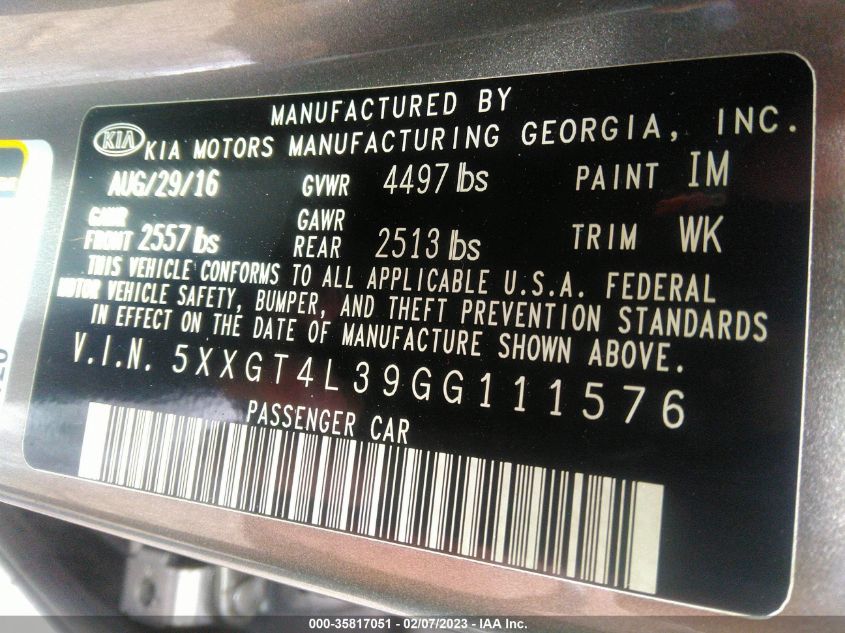 MANUFACTURED BY
KIA KIA MOTORS MANUFACTURING GEORGIA, INC.
AUG/29/16 GVWR 4497 lbs PAINT IM
GAWR FRONT 2557 lbs GAWR REAR 2513 lbs TRIM WK
THIS VEHICLE CONFORMS TO ALL APPLICABLE U.S.A. FEDERAL
MOTOR VEHICLE SAFETY, BUMPER, AND THEFT PREVENTION STANDARDS
IN EFFECT ON THE DATE OF MANUFACTURE SHOWN ABOVE.
V.I.N. 5XXGT4L39GG111576
PASSENGER CAR
000-35817051 - 02/07/2023 - IAA Inc.